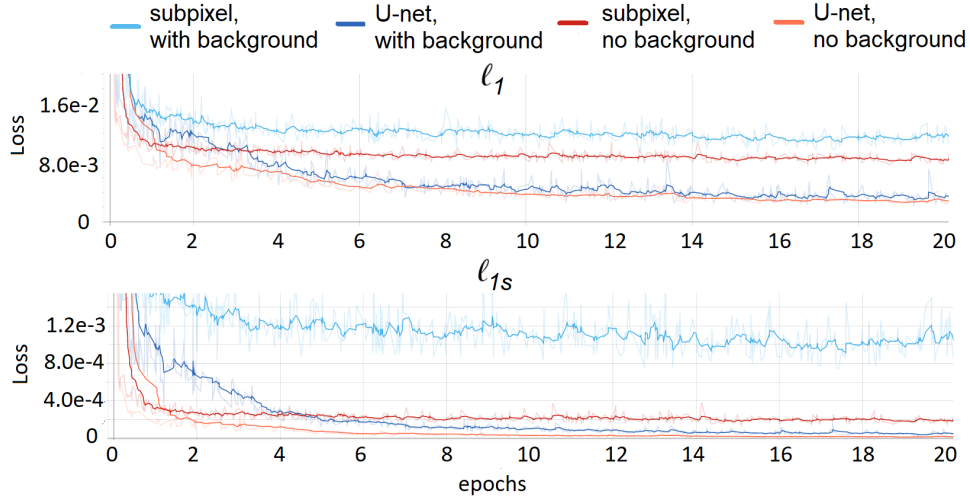 subpixel, with background
U-net, with background
subpixel, no background
U-net, no background
ℓ1
Loss
1.6e-2
8.0e-3
0
0 2 4 6 8 10 12 14 16 18 20
ℓ1s
Loss
1.2e-3
8.0e-4
4.0e-4
0
0 2 4 6 8 10 12 14 16 18 20
epochs